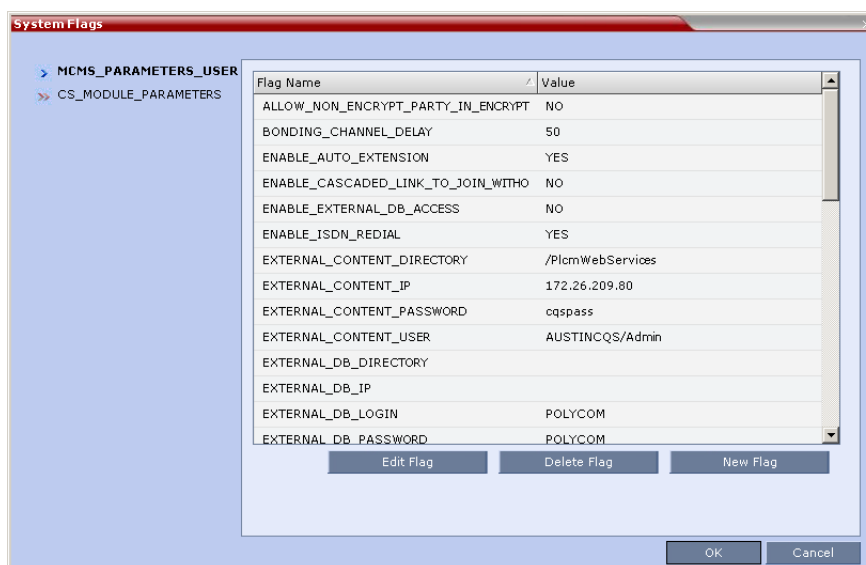 System Flags
MCMS_PARAMETERS_USER
CS_MODULE_PARAMETERS
Flag Name Value
ALLOW_NON_ENCRYPT_PARTY_IN_ENCRYPT NO
BONDING_CHANNEL_DELAY 50
ENABLE_AUTO_EXTENSION YES
ENABLE_CASCADED_LINK_TO_JOIN_WITHO NO
ENABLE_EXTERNAL_DB_ACCESS NO
ENABLE_ISDN_REDIAL YES
EXTERNAL_CONTENT_DIRECTORY /PlcmWebServices
EXTERNAL_CONTENT_IP 172.26.209.80
EXTERNAL_CONTENT_PASSWORD cqspass
EXTERNAL_CONTENT_USER AUSTINCQS/Admin
EXTERNAL_DB_DIRECTORY
EXTERNAL_DB_IP
EXTERNAL_DB_LOGIN POLYCOM
EXTERNAL_DB_PASSWORD POLYCOM
Edit Flag Delete Flag New Flag
OK Cancel